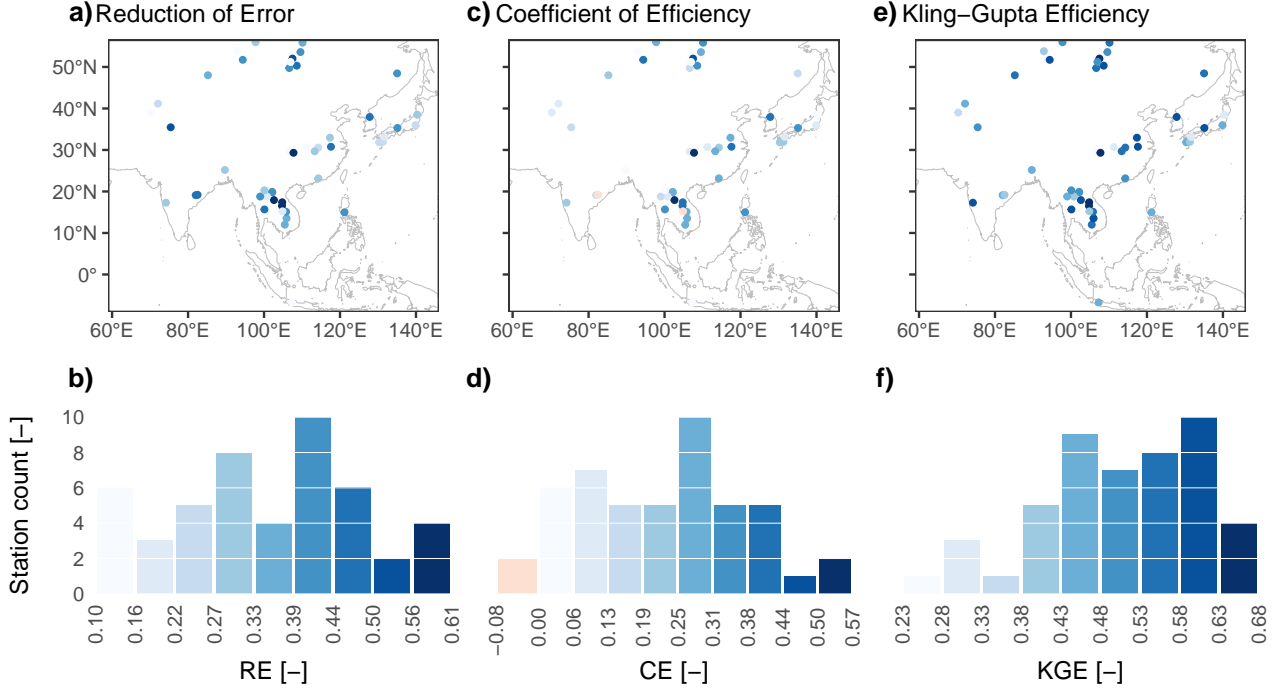 a) Reduction of Error
c) Coefficient of Efficiency
e) Kling−Gupta Efficiency
50°N
40°N
30°N
20°N
10°N
0°
60°E 80°E 100°E 120°E 140°E
60°E 80°E 100°E 120°E 140°E
60°E 80°E 100°E 120°E 140°E
b)
d)
f)
Station count [−]
10
8
6
4
2
0
0.10 0.16 0.22 0.27 0.33 0.39 0.44 0.50 0.56 0.61
−0.08 0.00 0.06 0.13 0.19 0.25 0.31 0.38 0.44 0.50 0.57
0.23 0.28 0.33 0.38 0.43 0.48 0.53 0.58 0.63 0.68
RE [−]
CE [−]
KGE [−]